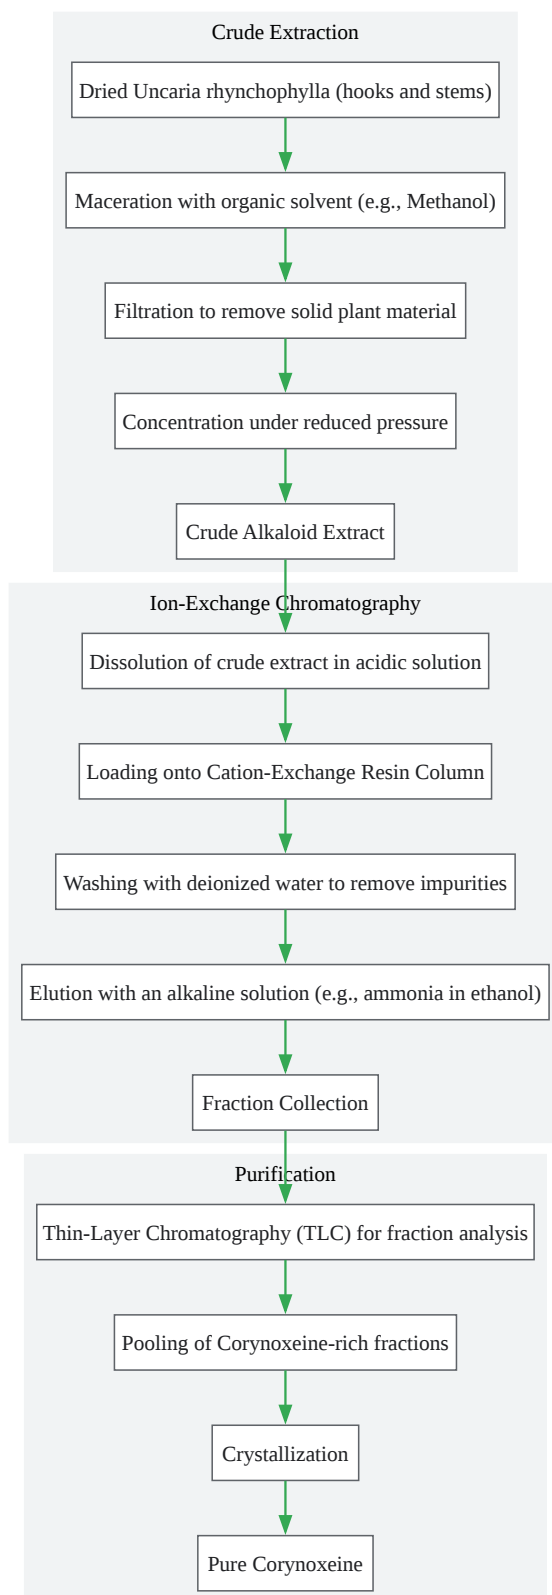 Crude Extraction
Dried Uncaria rhynchophylla (hooks and stems)
Maceration with organic solvent (e.g., Methanol)
Filtration to remove solid plant material
Concentration under reduced pressure
Crude Alkaloid Extract
Ion-Exchange Chromatography
Dissolution of crude extract in acidic solution
Loading onto Cation-Exchange Resin Column
Washing with deionized water to remove impurities
Elution with an alkaline solution (e.g., ammonia in ethanol)
Fraction Collection
Purification
Thin-Layer Chromatography (TLC) for fraction analysis
Pooling of Corynoxeine-rich fractions
Crystallization
Pure Corynoxeine